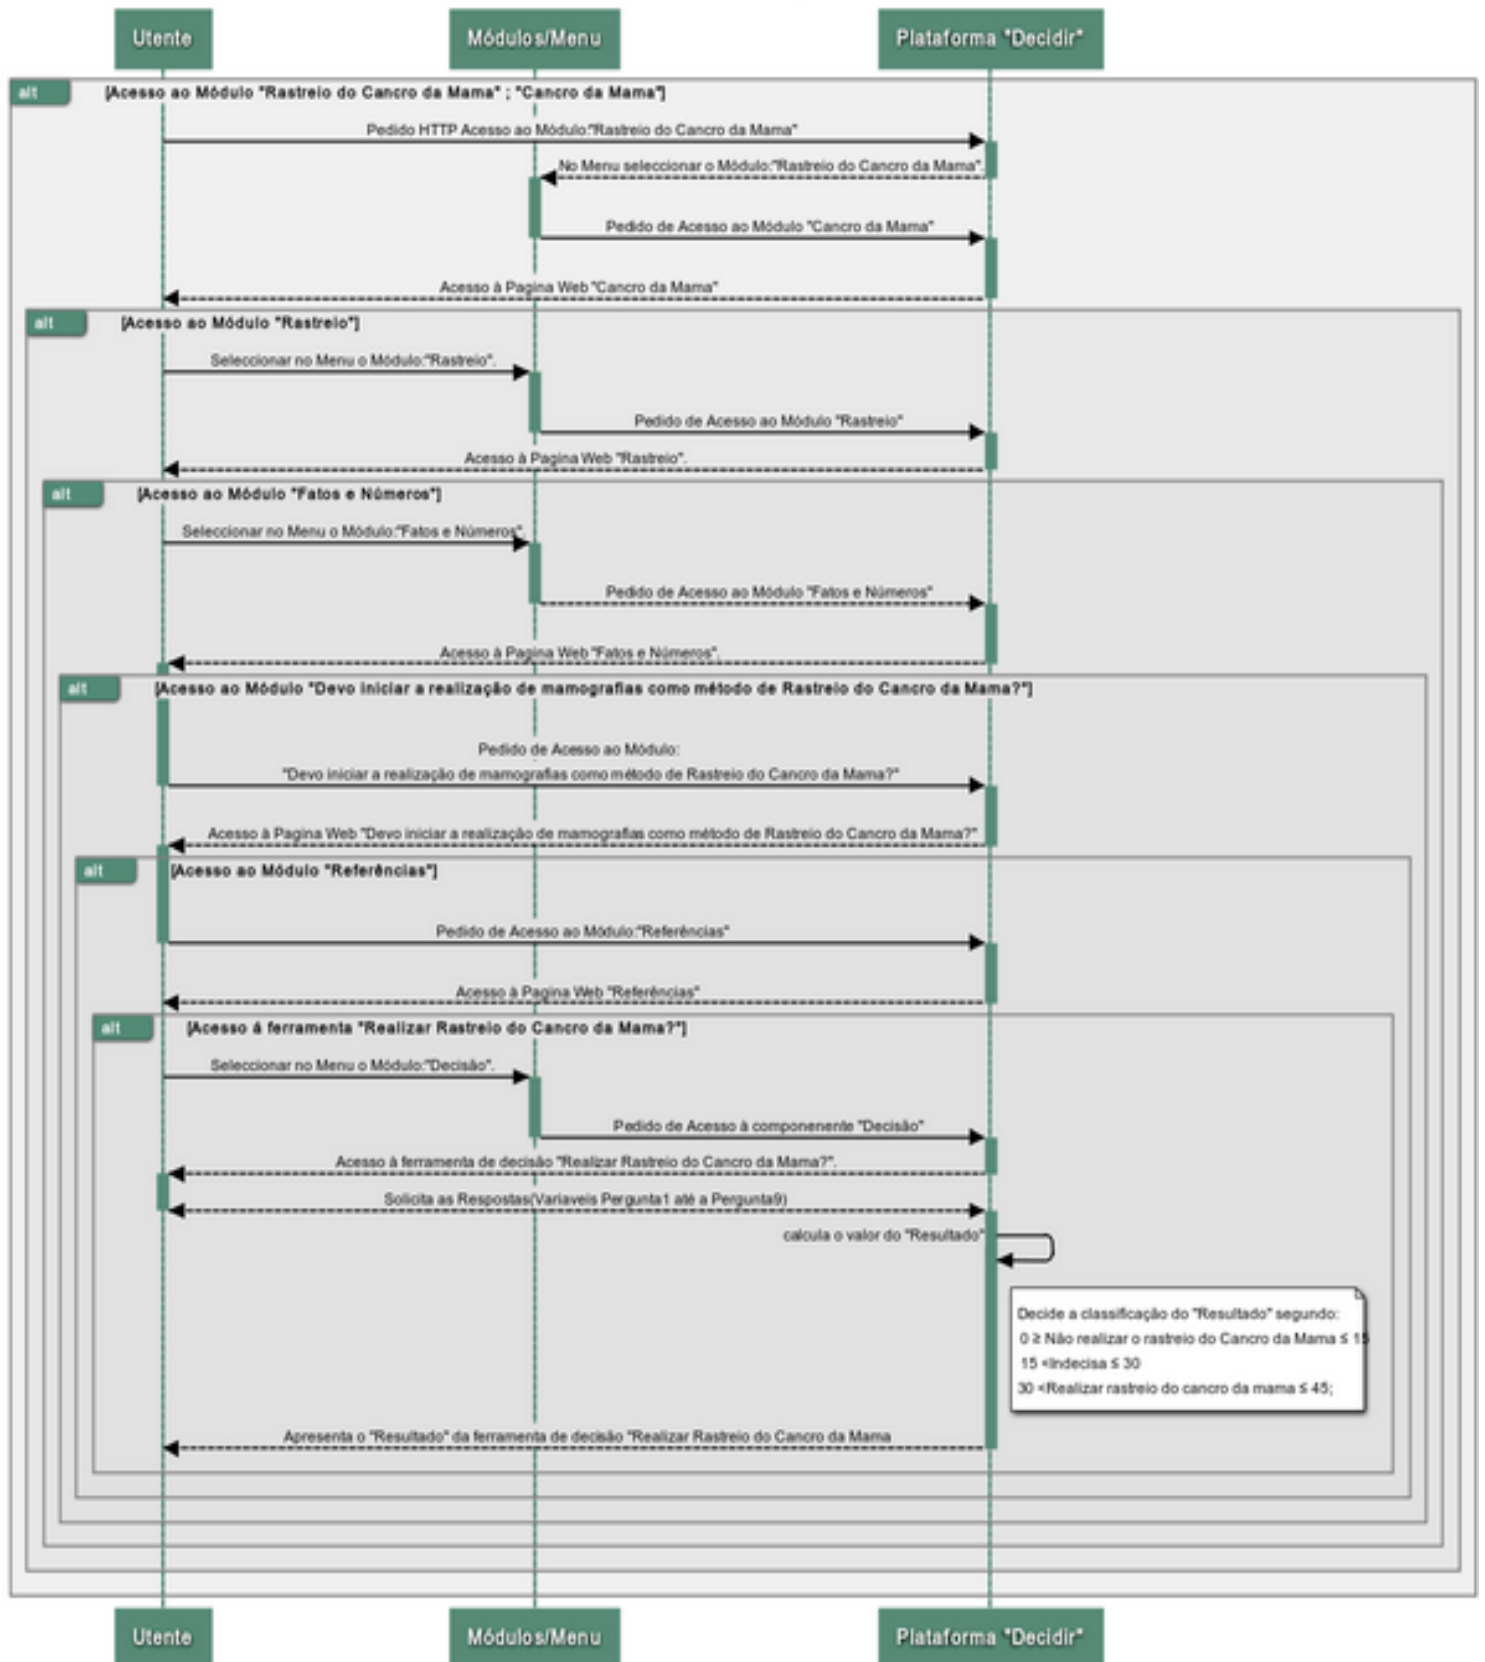 Utente
Módulos/Menu
Plataforma "Decidir"
alt
[Acesso ao Módulo "Rastreio do Cancro da Mama" ; "Cancro da Mama"]
Pedido HTTP Acesso ao Módulo:"Rastreio do Cancro da Mama"
No Menu seleccionar o Módulo:"Rastreio do Cancro da Mama".
Pedido de Acesso ao Módulo "Cancro da Mama"
Acesso à Pagina Web "Cancro da Mama"
alt
[Acesso ao Módulo "Rastreio"]
Seleccionar no Menu o Módulo:"Rastreio".
Pedido de Acesso ao Módulo "Rastreio"
Acesso à Pagina Web "Rastreio".
alt
[Acesso ao Módulo "Fatos e Números"]
Seleccionar no Menu o Módulo:"Fatos e Números".
Pedido de Acesso ao Módulo "Fatos e Números"
Acesso à Pagina Web "Fatos e Números".
alt
[Acesso ao Módulo "Devo iniciar a realização de mamografias como método de Rastreio do Cancro da Mama?"]
Pedido de Acesso ao Módulo:
"Devo iniciar a realização de mamografias como método de Rastreio do Cancro da Mama?"
Acesso à Pagina Web "Devo iniciar a realização de mamografias como método de Rastreio do Cancro da Mama?"
alt
[Acesso ao Módulo "Referências"]
Pedido de Acesso ao Módulo:"Referências"
Acesso à Pagina Web "Referências"
alt
[Acesso á ferramenta "Realizar Rastreio do Cancro da Mama?"]
Seleccionar no Menu o Módulo:"Decisão".
Pedido de Acesso à componenente "Decisão"
Acesso à ferramenta de decisão "Realizar Rastreio do Cancro da Mama?".
Solicita as Respostas(Variaveis Pergunta1 até a Pergunta9)
calcula o valor do "Resultado"
Decide a classificação do "Resultado" segundo:
0 ≥ Não realizar o rastreio do Cancro da Mama ≤ 15
15 <Indecisa ≤ 30
30 <Realizar rastreio do cancro da mama ≤ 45;
Apresenta o "Resultado" da ferramenta de decisão "Realizar Rastreio do Cancro da Mama
Utente
Módulos/Menu
Plataforma "Decidir"